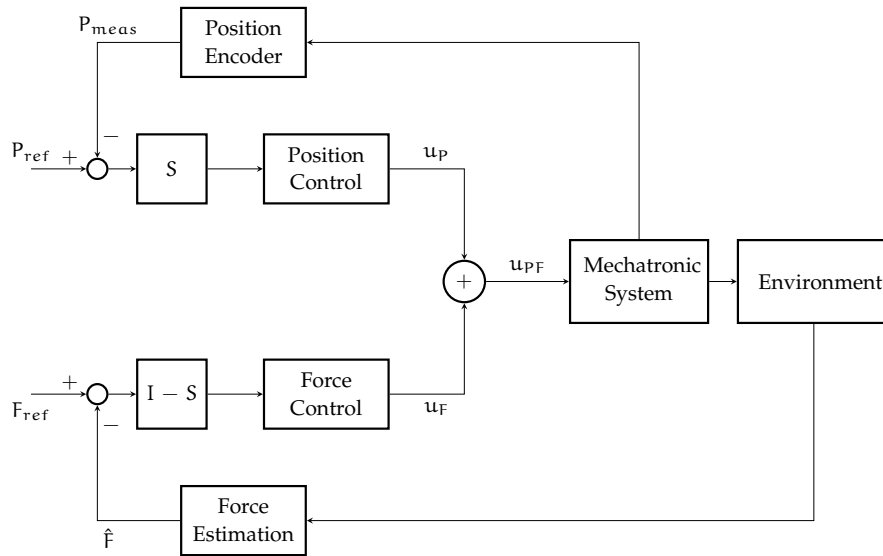 P_meas
Position
Encoder
−
P_ref
+
S
Position
Control
u_P
+
u_PF
Mechatronic
System
Environment
+
F_ref
−
I − S
Force
Control
u_F
F̂
Force
Estimation